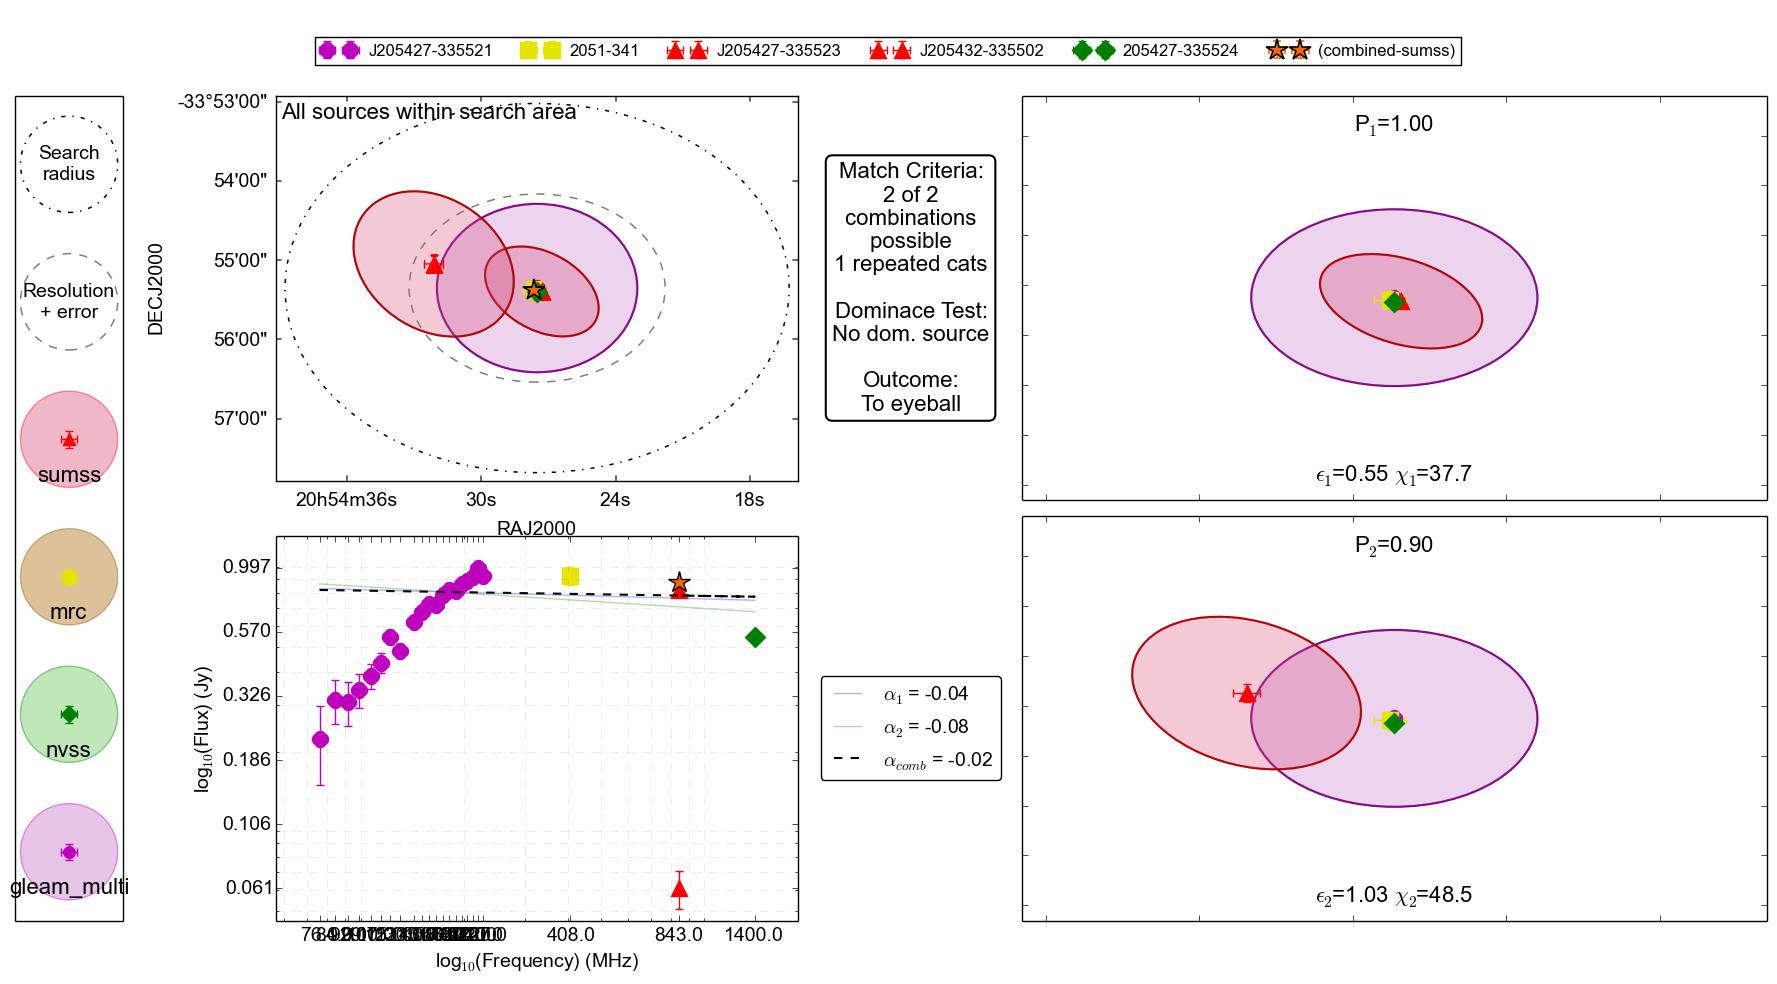 J205427-335521 2051-341 J205427-335523 J205432-335502 205427-335524 (combined-sumss)
Search
radius
Resolution
+ error
sumss
mrc
nvss
gleam_multi
All sources within search area
DECJ2000
-33°53'00"
54'00"
55'00"
56'00"
57'00"
20h54m36s 30s 24s 18s
RAJ2000
Match Criteria:
2 of 2
combinations
possible
1 repeated cats
Dominace Test:
No dom. source
Outcome:
To eyeball
P1=1.00
ϵ1=0.55 χ1=37.7
log10(Flux) (Jy)
0.997
0.570
0.326
0.186
0.106
0.061
408.0 843.0 1400.0
log10(Frequency) (MHz)
α1 = -0.04
α2 = -0.08
αcomb = -0.02
P2=0.90
ϵ2=1.03 χ2=48.5